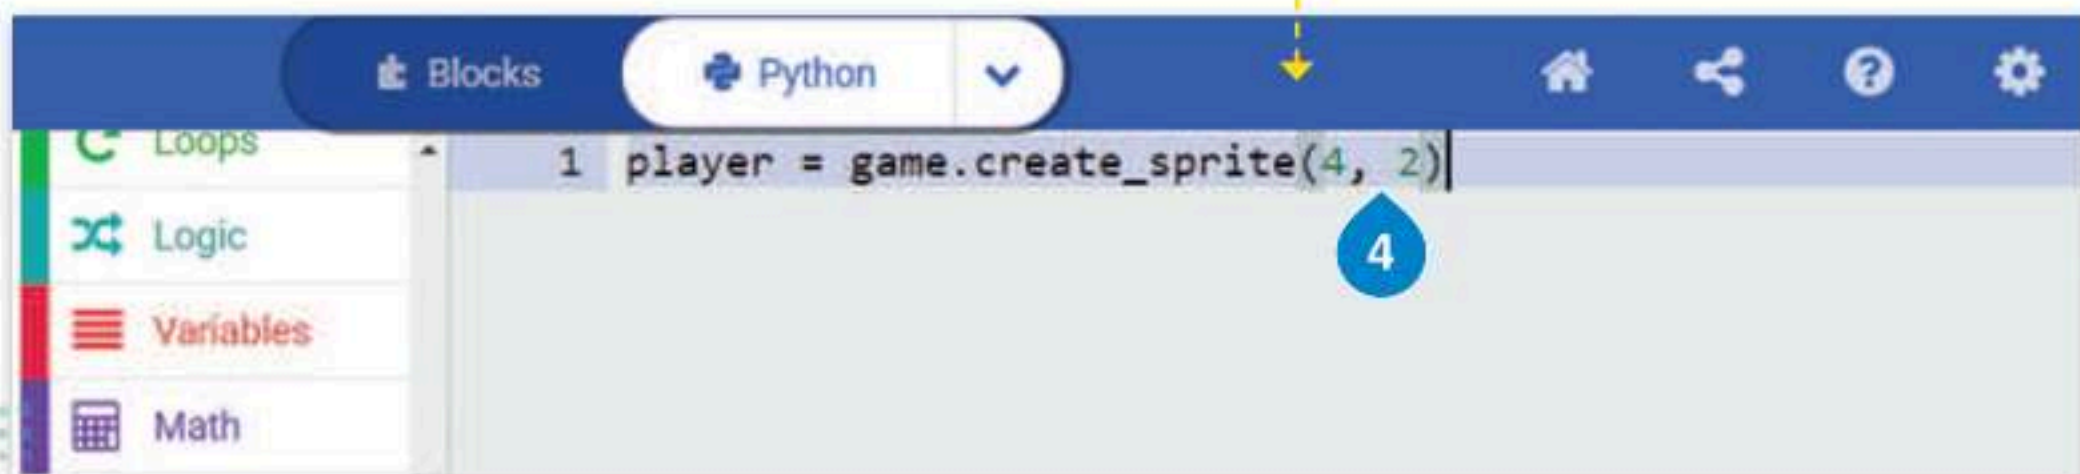 Blocks
Python
Loops
1 player = game.create_sprite(4, 2)
Logic
4
Variables
Math